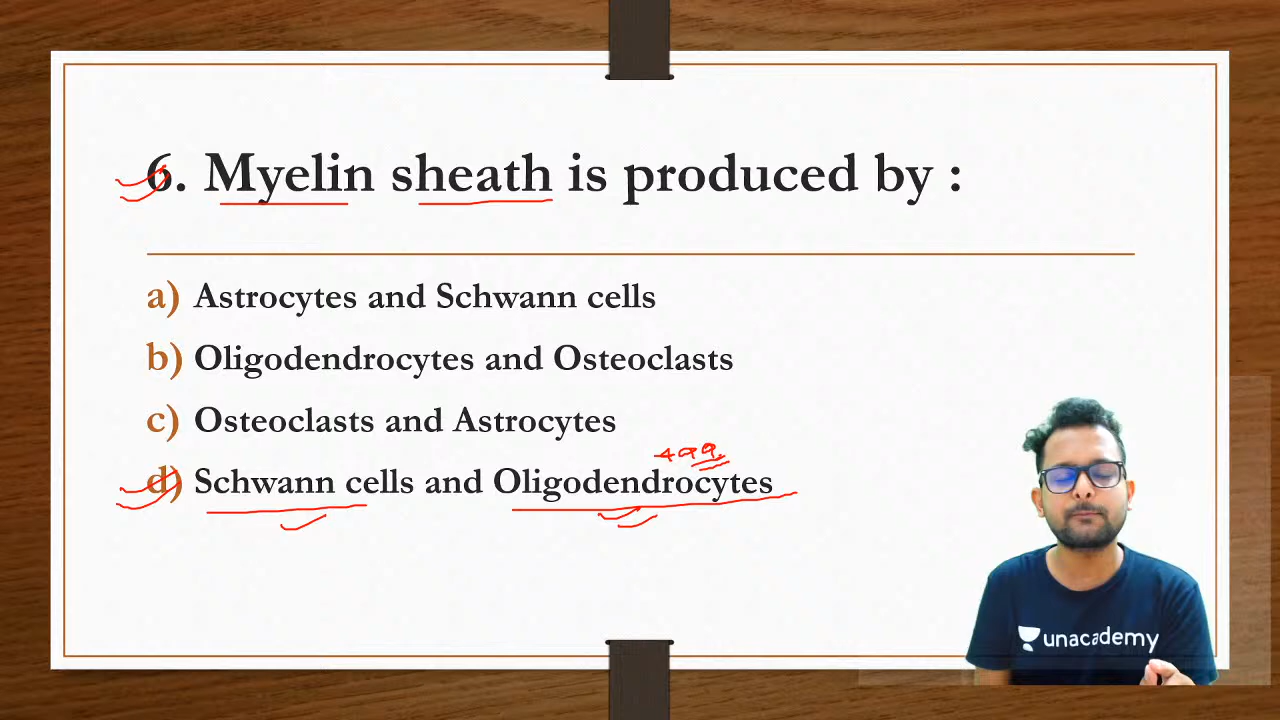 6. Myelin sheath is produced by :
a) Astrocytes and Schwann cells
b) Oligodendrocytes and Osteoclasts
c) Osteoclasts and Astrocytes
d) Schwann cells and Oligodendrocytes
unacademy